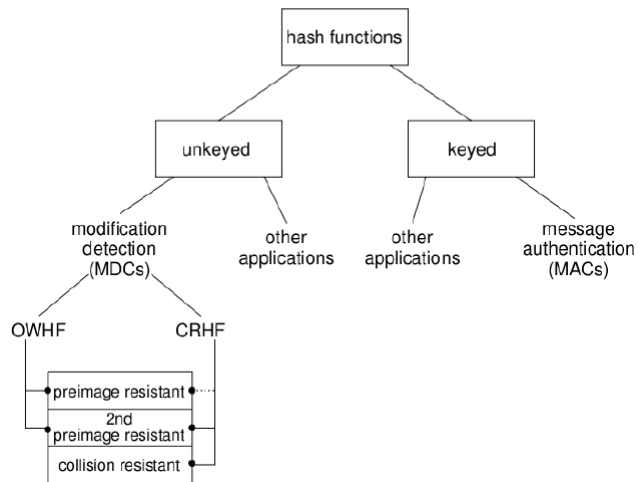 hash functions
unkeyed
keyed
modification
detection
(MDCs)
other
applications
other
applications
message
authentication
(MACs)
OWHF
CRHF
preimage resistant
2nd
preimage resistant
collision resistant